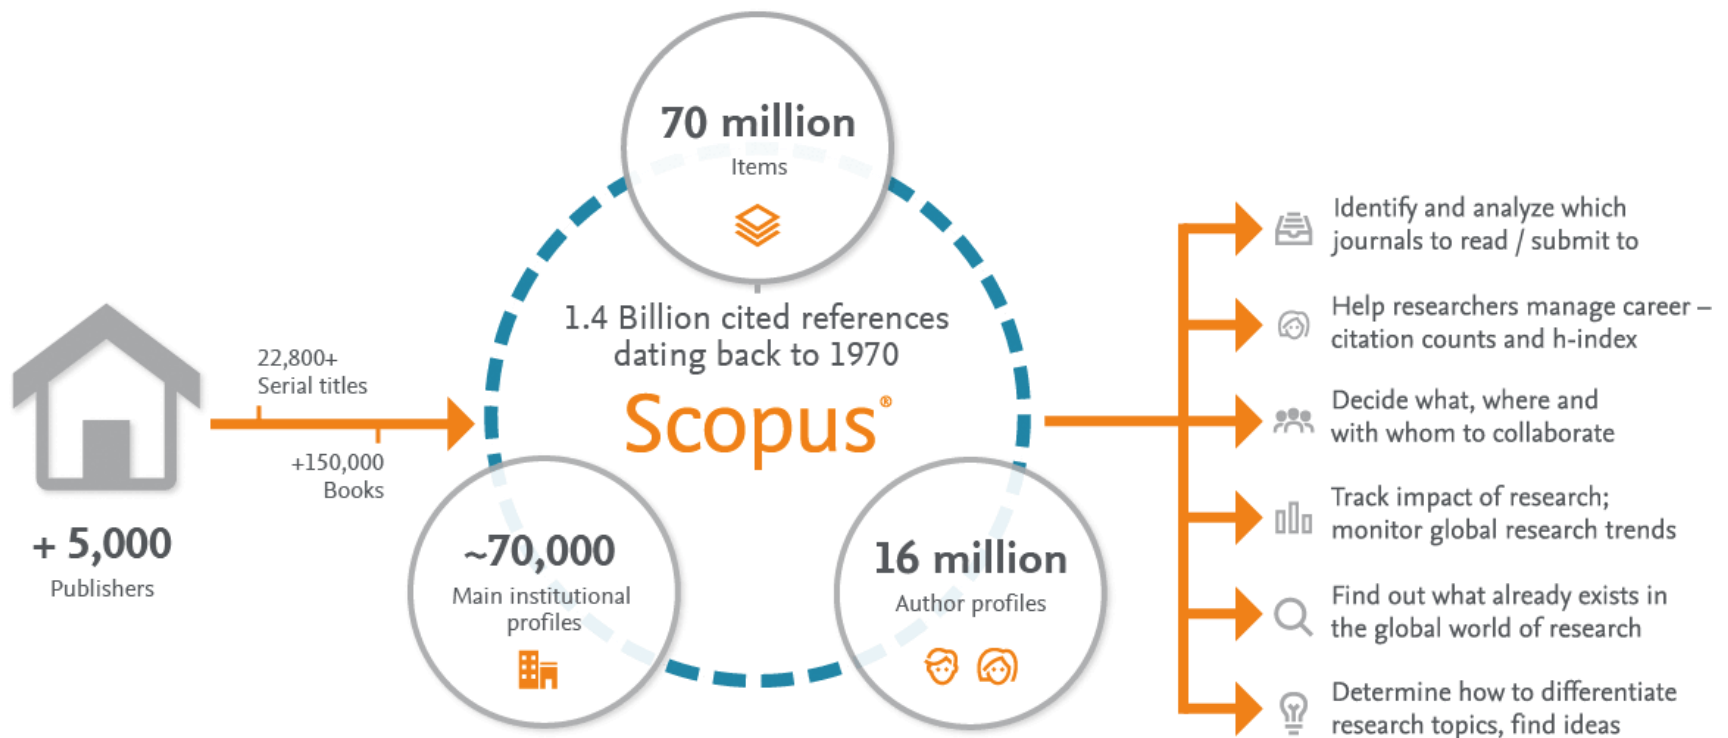 + 5,000
Publishers
22,800+
Serial titles
+150,000
Books
70 million
Items
1.4 Billion cited references
dating back to 1970
Scopus®
~70,000
Main institutional
profiles
16 million
Author profiles
Identify and analyze which
journals to read / submit to
Help researchers manage career –
citation counts and h-index
Decide what, where and
with whom to collaborate
Track impact of research;
monitor global research trends
Find out what already exists in
the global world of research
Determine how to differentiate
research topics, find ideas